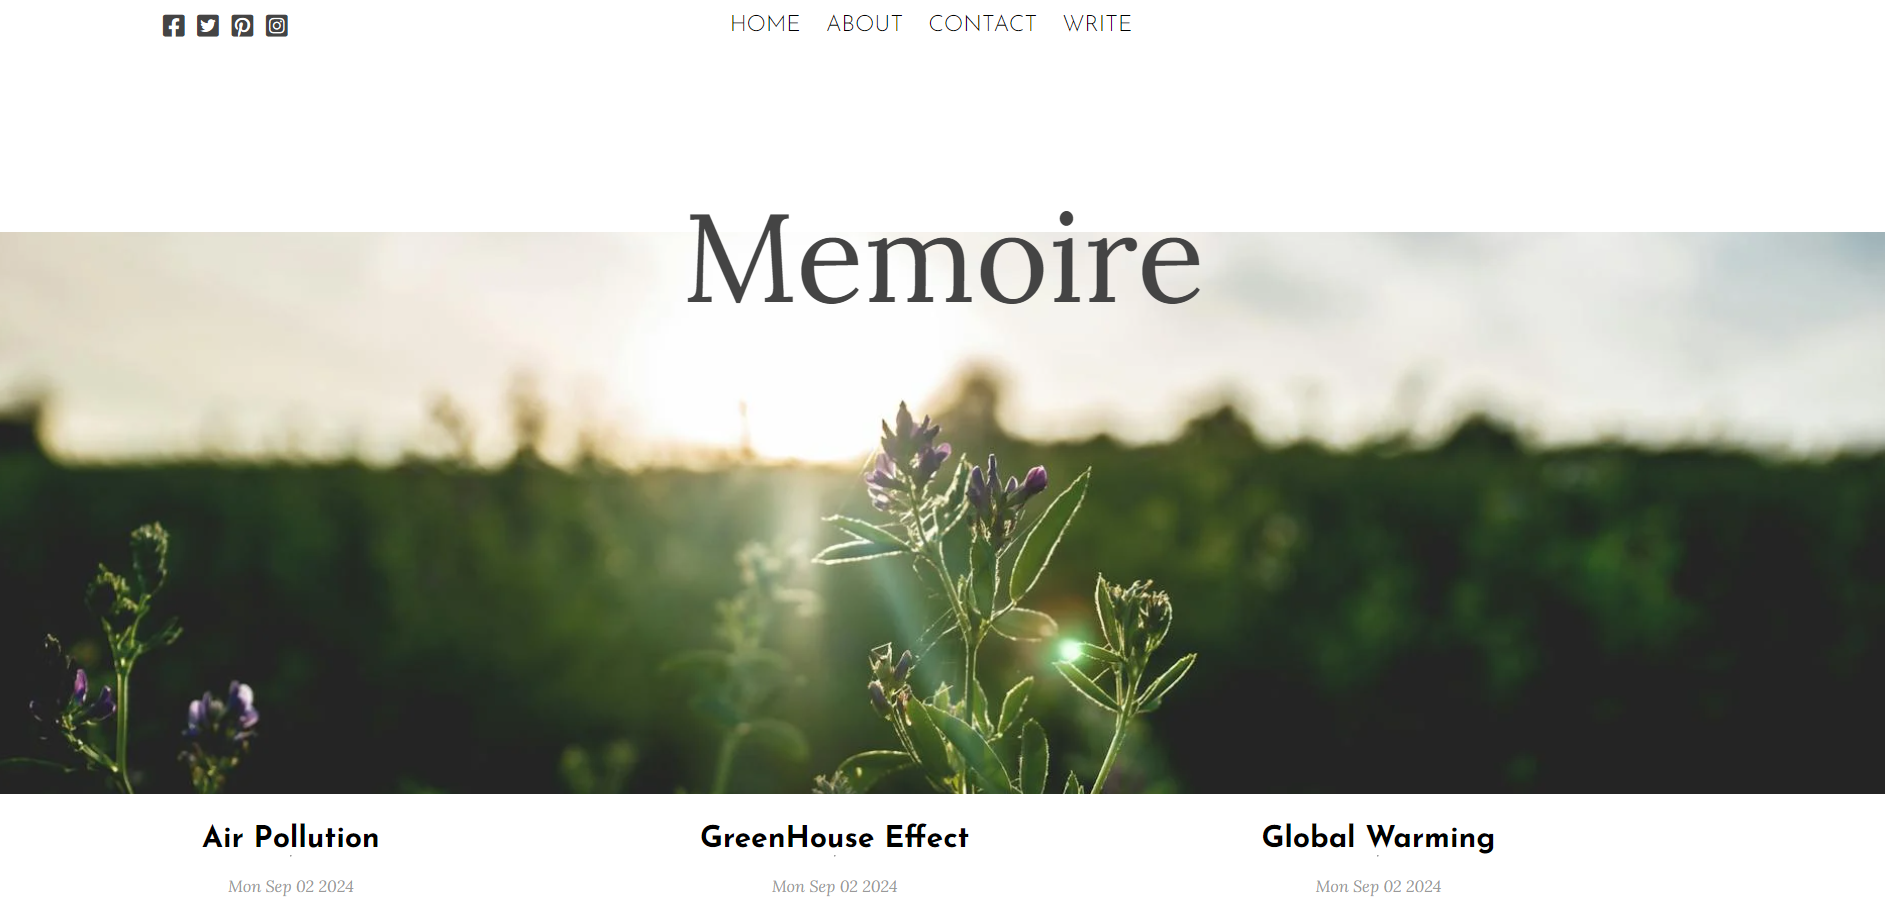 HOME ABOUT CONTACT WRITE
Memoire
Air Pollution GreenHouse Effect Global Warming
Mon Sep 02 2024 Mon Sep 02 2024 Mon Sep 02 2024